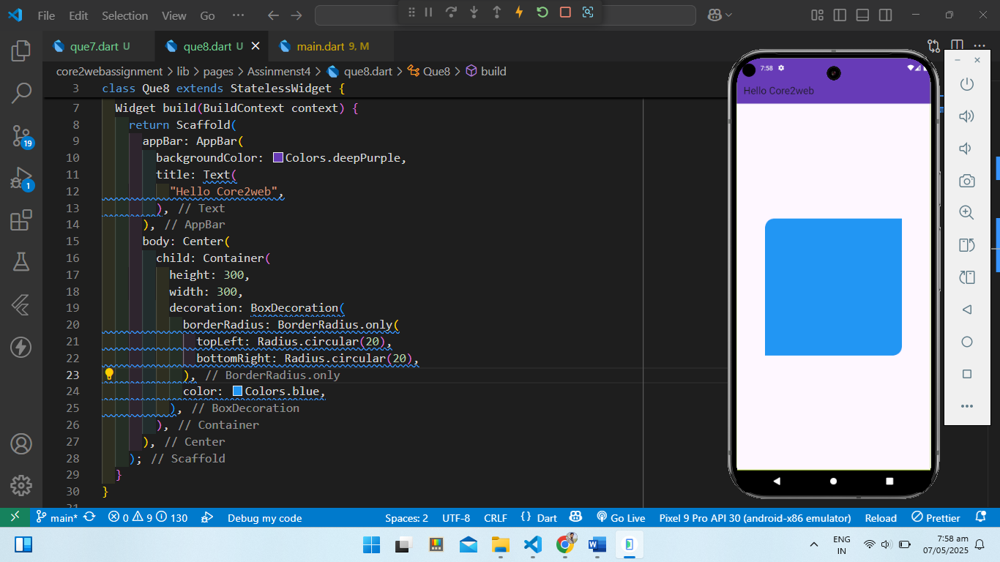 File Edit Selection View Go ···
que7.dart U que8.dart U main.dart 9, M
core2webassignment > lib > pages > Assinmenst4 > que8.dart > Que8 > build
3 class Que8 extends StatelessWidget {
7 Widget build(BuildContext context) {
8 return Scaffold(
9 appBar: AppBar(
10 backgroundColor: Colors.deepPurple,
11 title: Text(
12 "Hello Core2web",
13 ), // Text
14 ), // AppBar
15 body: Center(
16 child: Container(
17 height: 300,
18 width: 300,
19 decoration: BoxDecoration(
20 borderRadius: BorderRadius.only(
21 topLeft: Radius.circular(20),
22 bottomRight: Radius.circular(20),
23 ), // BorderRadius.only
24 color: Colors.blue,
25 ), // BoxDecoration
26 ), // Container
27 ), // Center
28 ); // Scaffold
29 }
30 }
19
1
7:58
Hello Core2web
main* 0 9 130 Debug my code Spaces: 2 UTF-8 CRLF {} Dart Go Live Pixel 9 Pro API 30 (android-x86 emulator) Reload Prettier
ENG
IN
7:58 am
07/05/2025